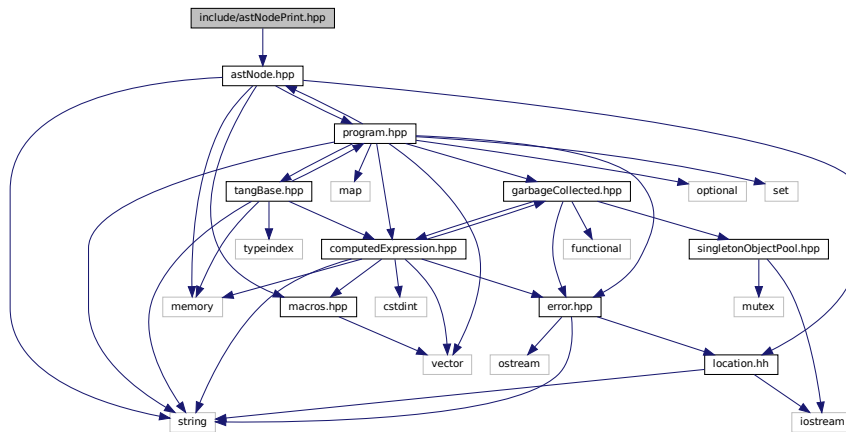 include/astNodePrint.hpp
astNode.hpp
program.hpp
tangBase.hpp
map
garbageCollected.hpp
optional
set
typeindex
computedExpression.hpp
functional
singletonObjectPool.hpp
memory
macros.hpp
cstdint
error.hpp
mutex
ostream
vector
location.hh
string
iostream